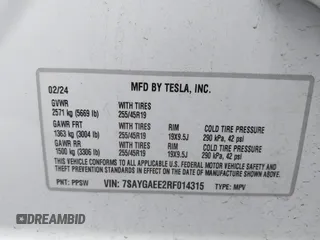 MFD BY TESLA, INC.
02/24
GVWR WITH TIRES
2571 kg (5669 lb) 255/45R19
GAWR FRT WITH TIRES RIM COLD TIRE PRESSURE
1363 kg (3004 lb) 255/45R19 19X9.5J 290 kPa, 42 psi
GAWR RR WITH TIRES RIM COLD TIRE PRESSURE
1500 kg (3306 lb) 255/45R19 19X9.5J 290 kPa, 42 psi
THIS VEHICLE CONFORMS TO ALL APPLICABLE
U.S. FEDERAL MOTOR VEHICLE SAFETY AND THEFT
PREVENTION STANDARDS IN EFFECT ON THE DATE OF
MANUFACTURE SHOWN ABOVE.
PNT: PPSW VIN: 7SAYGAEE2RF014315 TYPE: MPV
DREAMBID